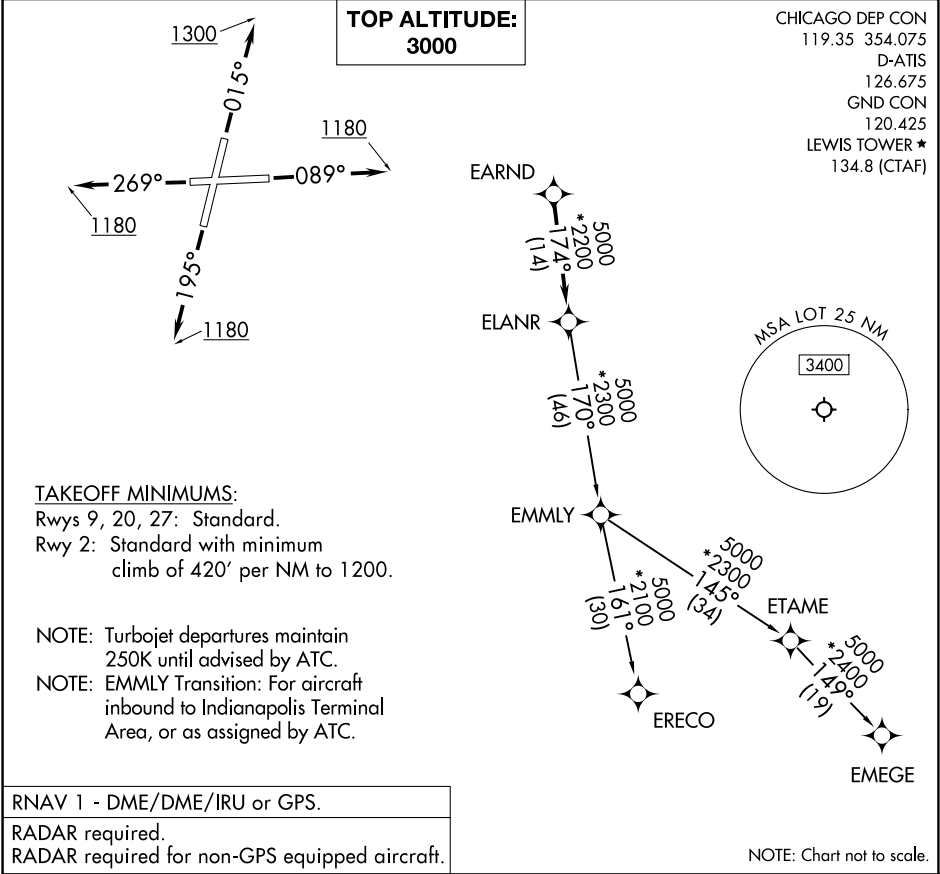 TOP ALTITUDE:
3000
CHICAGO DEP CON
119.35 354.075
D-ATIS
126.675
GND CON
120.425
LEWIS TOWER ★
134.8 (CTAF)
1300
015°
1180
269°
089°
1180
195°
1180
EARND
5000
*2200
174°
(14)
ELANR
5000
*2300
170°
(46)
MSA LOT 25 NM
3400
EMMLY
5000
*2100
161°
(30)
5000
*2300
145°
(34)
ETAME
5000
*2400
149°
(19)
ERECO
EMEGE
TAKEOFF MINIMUMS:
Rwys 9, 20, 27: Standard.
Rwy 2: Standard with minimum
climb of 420' per NM to 1200.
NOTE: Turbojet departures maintain
250K until advised by ATC.
NOTE: EMMLY Transition: For aircraft
inbound to Indianapolis Terminal
Area, or as assigned by ATC.
RNAV 1 - DME/DME/IRU or GPS.
RADAR required.
RADAR required for non-GPS equipped aircraft.
NOTE: Chart not to scale.